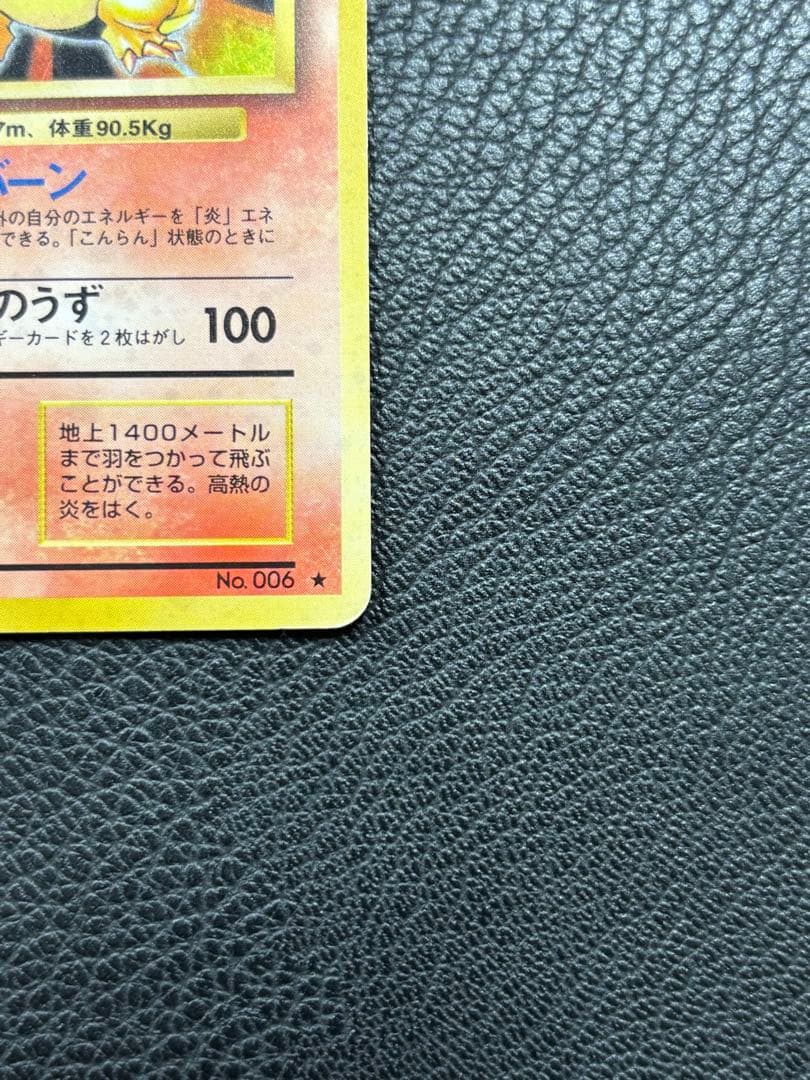 7m、体重90.5Kg
バーン
外の自分のエネルギーを「炎」エネ
できる。「こんらん」状態のときに
のうず
ギーカードを2枚はがし
100
地上1400メートル
まで羽をつかって飛ぶ
ことができる。高熱の
炎をはく。
No. 006 ★